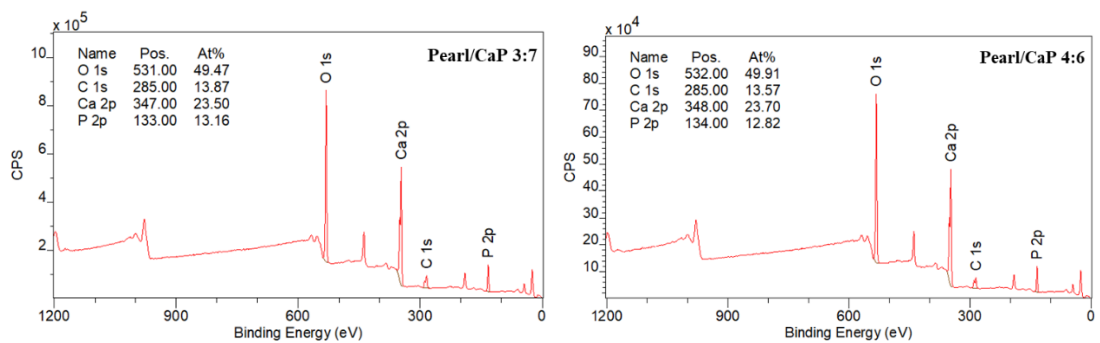 x 10^5
Pearl/CaP 3:7
Name Pos. At%
O 1s 531.00 49.47
C 1s 285.00 13.87
Ca 2p 347.00 23.50
P 2p 133.00 13.16
O 1s
Ca 2p
C 1s
P 2p
10
8
6
4
2
CPS
1200 900 600 300 0
Binding Energy (eV)
x 10^4
Pearl/CaP 4:6
Name Pos. At%
O 1s 532.00 49.91
C 1s 285.00 13.57
Ca 2p 348.00 23.70
P 2p 134.00 12.82
O 1s
Ca 2p
C 1s
P 2p
90
80
70
60
50
40
30
20
10
CPS
1200 900 600 300 0
Binding Energy (eV)